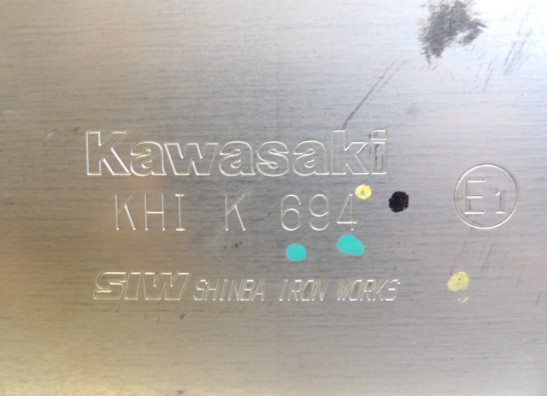 Kawasaki
KHI K 694
E1
SIW SHINBA IRON WORKS